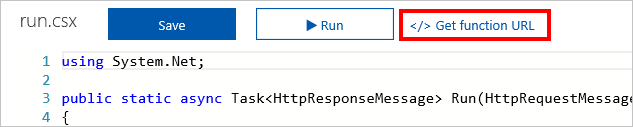 run.csx
Save
Run
</> Get function URL
1 using System.Net;
2
3 public static async Task<HttpResponseMessage> Run(HttpRequestMessage
4 {